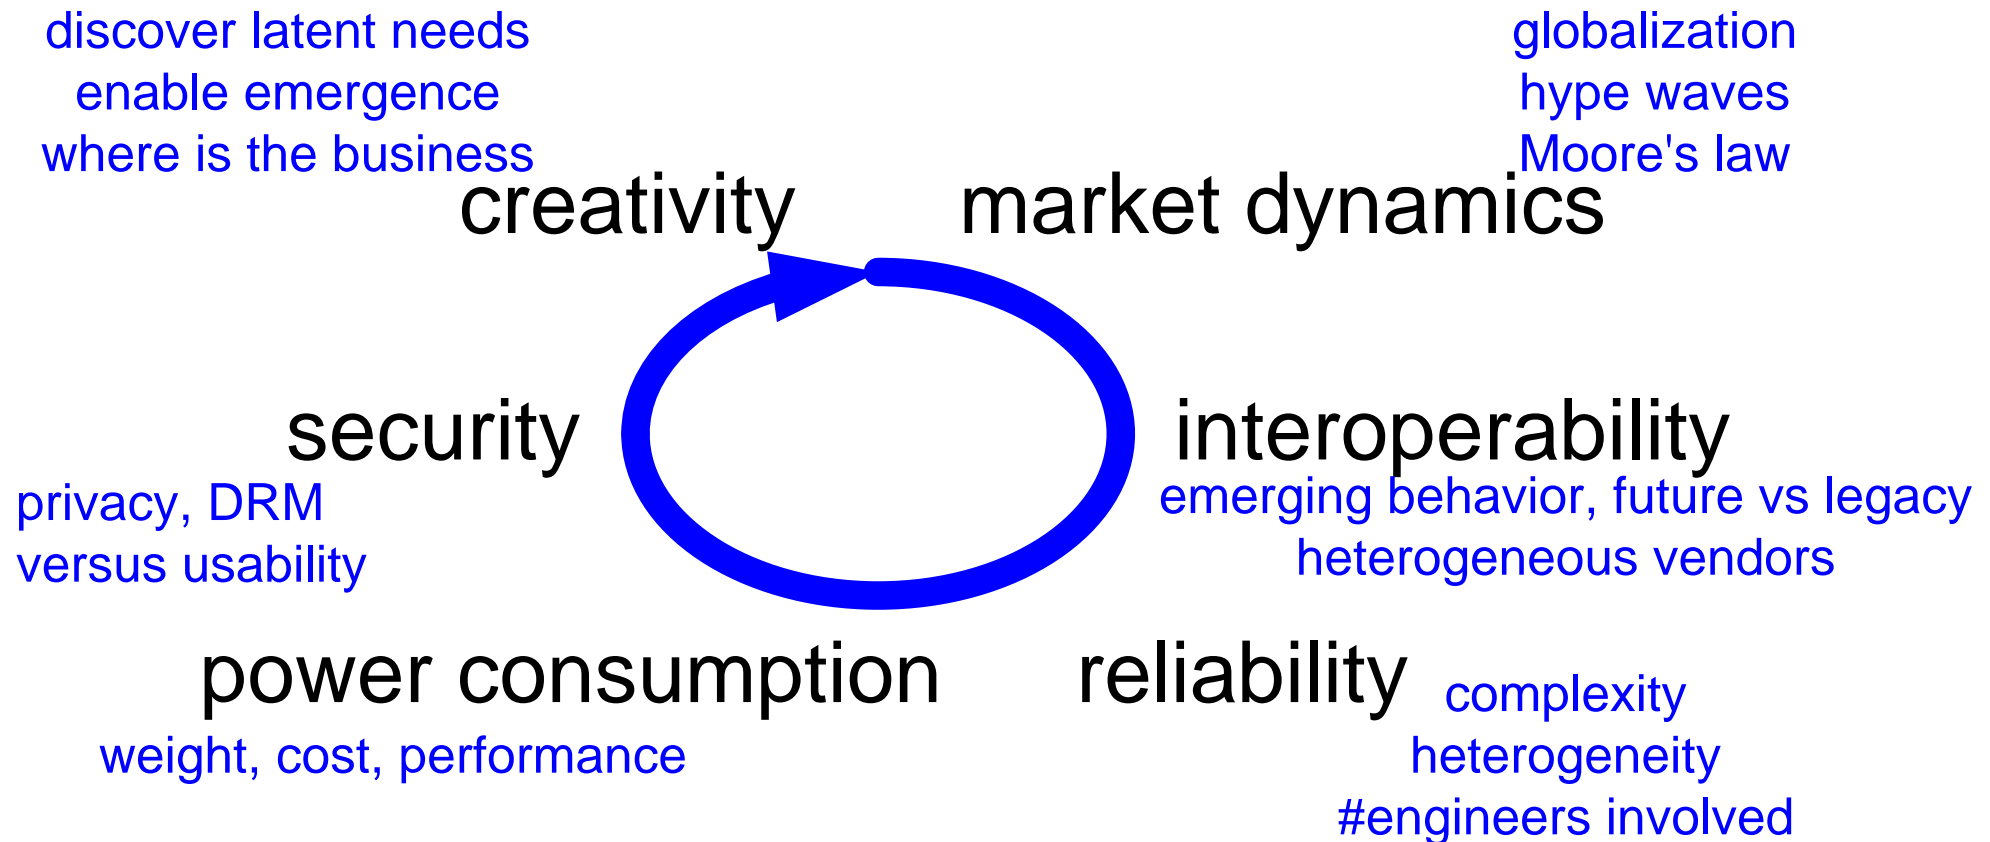 discover latent needs
enable emergence
where is the business
creativity
globalization
hype waves
Moore's law
market dynamics
security
privacy, DRM
versus usability
interoperability
emerging behavior, future vs legacy
heterogeneous vendors
power consumption
weight, cost, performance
reliability
complexity
heterogeneity
#engineers involved